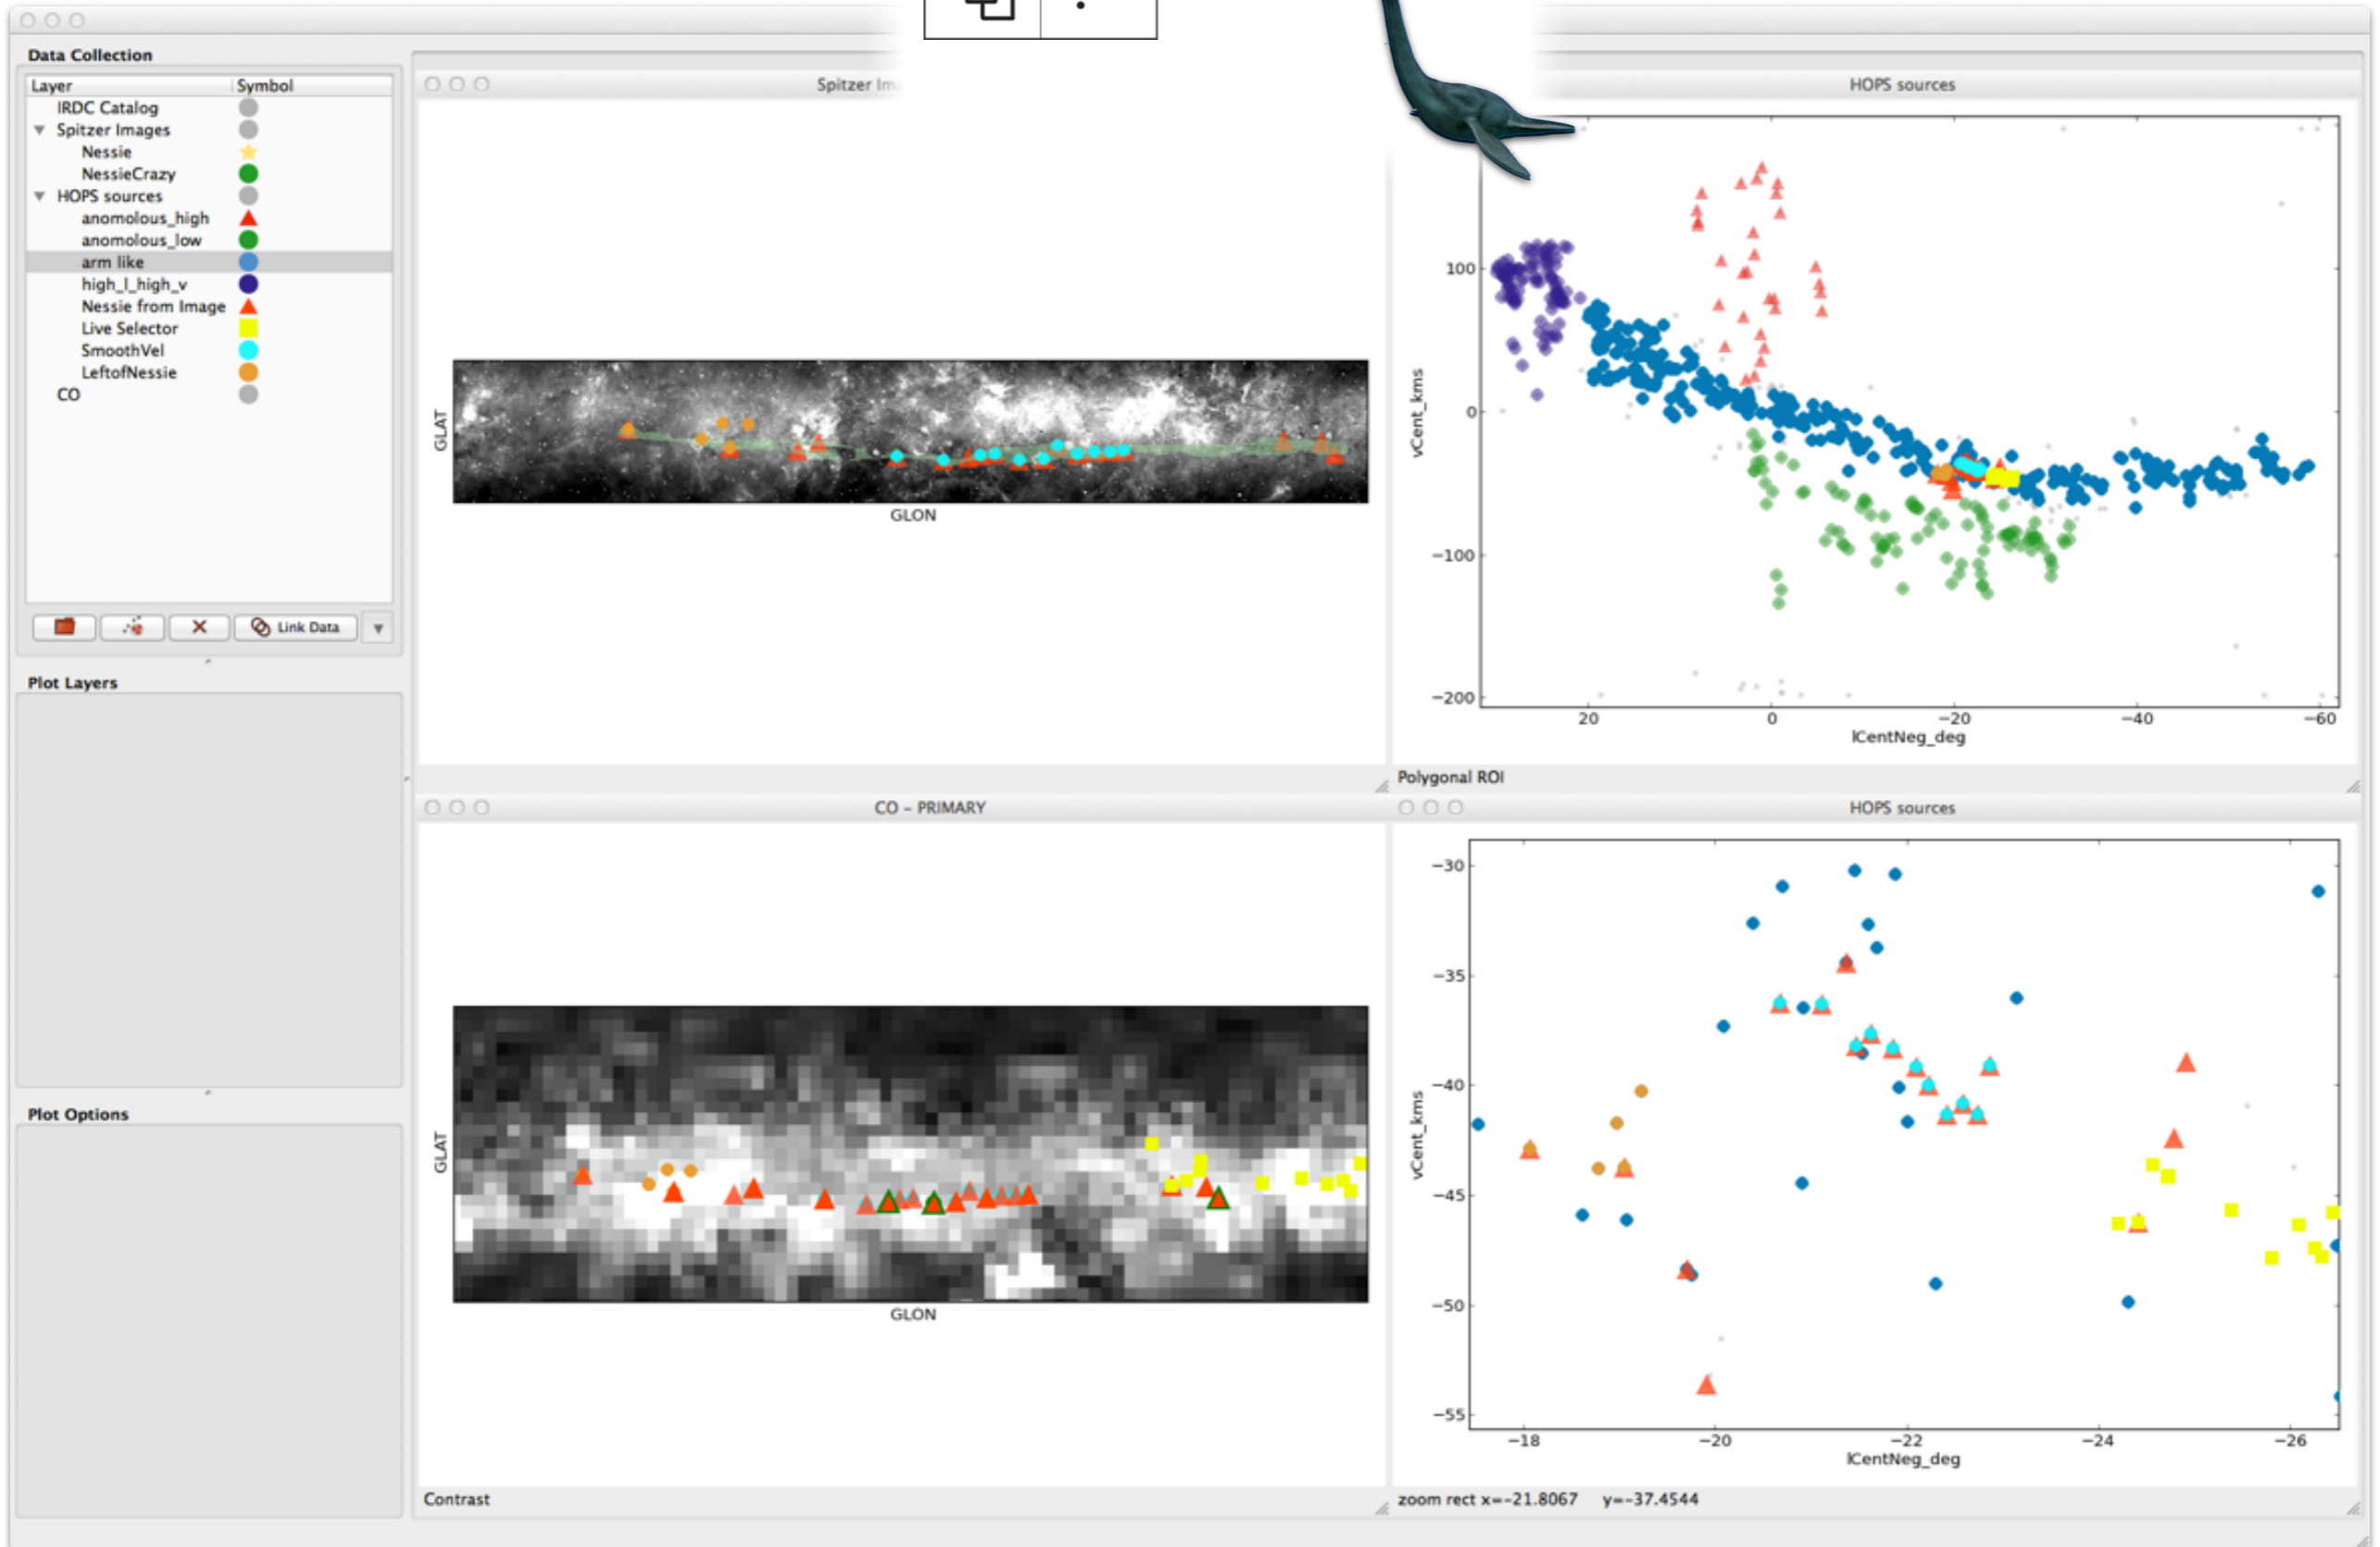 Data Collection
Layer Symbol
IRDC Catalog
Spitzer Images
Nessie
NessieCrazy
HOPS sources
anomolous_high
anomolous_low
arm like
high_l_high_v
Nessie from Image
Live Selector
SmoothVel
LeftofNessie
CO
Link Data
Plot Layers
Plot Options
Spitzer Im
GLAT
GLON
HOPS sources
vCent_kms
100
0
−100
−200
20 0 −20 −40 −60
lCentNeg_deg
Polygonal ROI
CO – PRIMARY
GLAT
GLON
Contrast
HOPS sources
vCent_kms
−30
−35
−40
−45
−50
−55
−18 −20 −22 −24 −26
lCentNeg_deg
zoom rect x=−21.8067 y=−37.4544